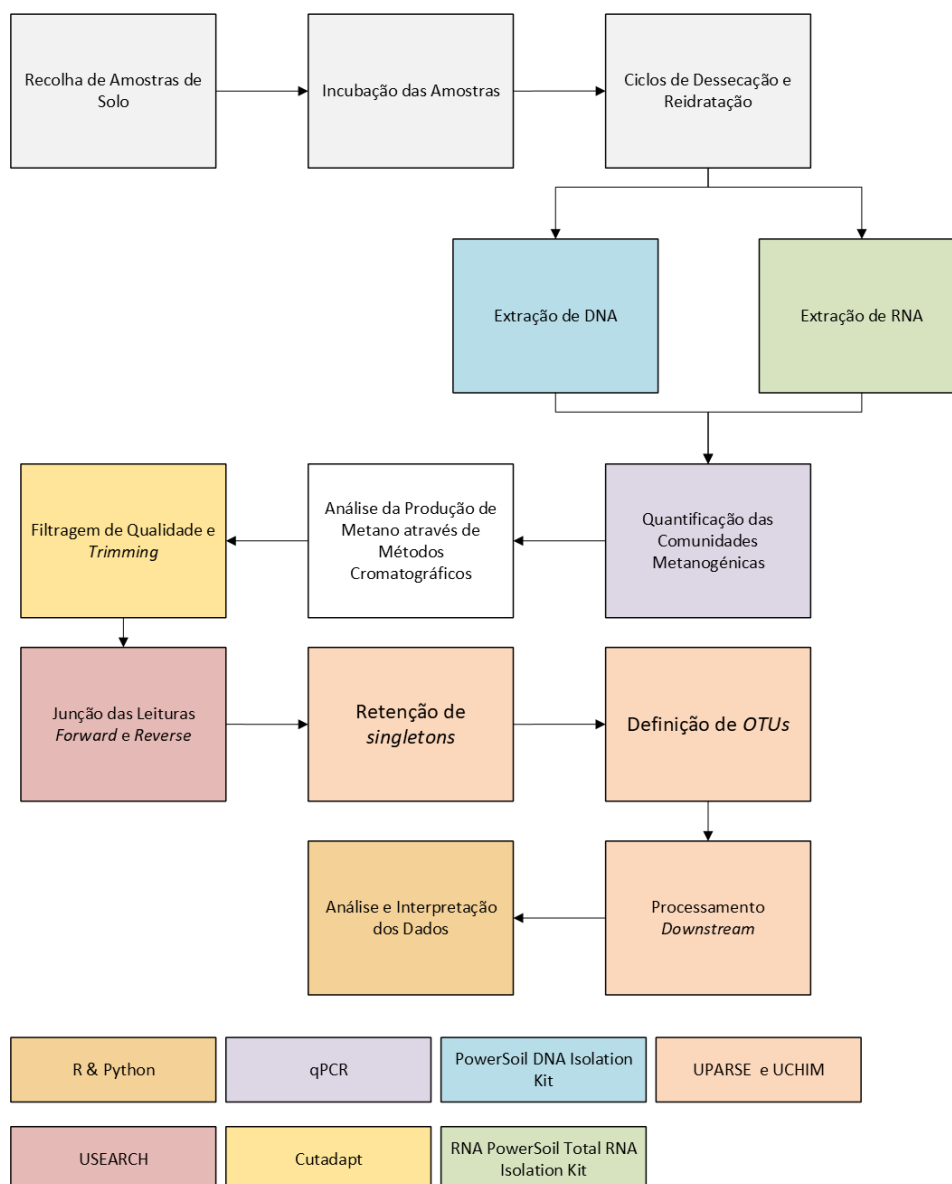 Recolha de Amostras de
Solo
Incubação das Amostras
Ciclos de Dessecação e
Reidratação
Extração de DNA
Extração de RNA
Filtragem de Qualidade e
Trimming
Análise da Produção de
Metano através de
Métodos
Cromatográficos
Quantificação das
Comunidades
Metanogénicas
Junção das Leituras
Forward e Reverse
Retenção de
singletons
Definição de OTUs
Análise e Interpretação
dos Dados
Processamento
Downstream
R & Python
qPCR
PowerSoil DNA Isolation
Kit
UPARSE e UCHIM
USEARCH
Cutadapt
RNA PowerSoil Total RNA
Isolation Kit